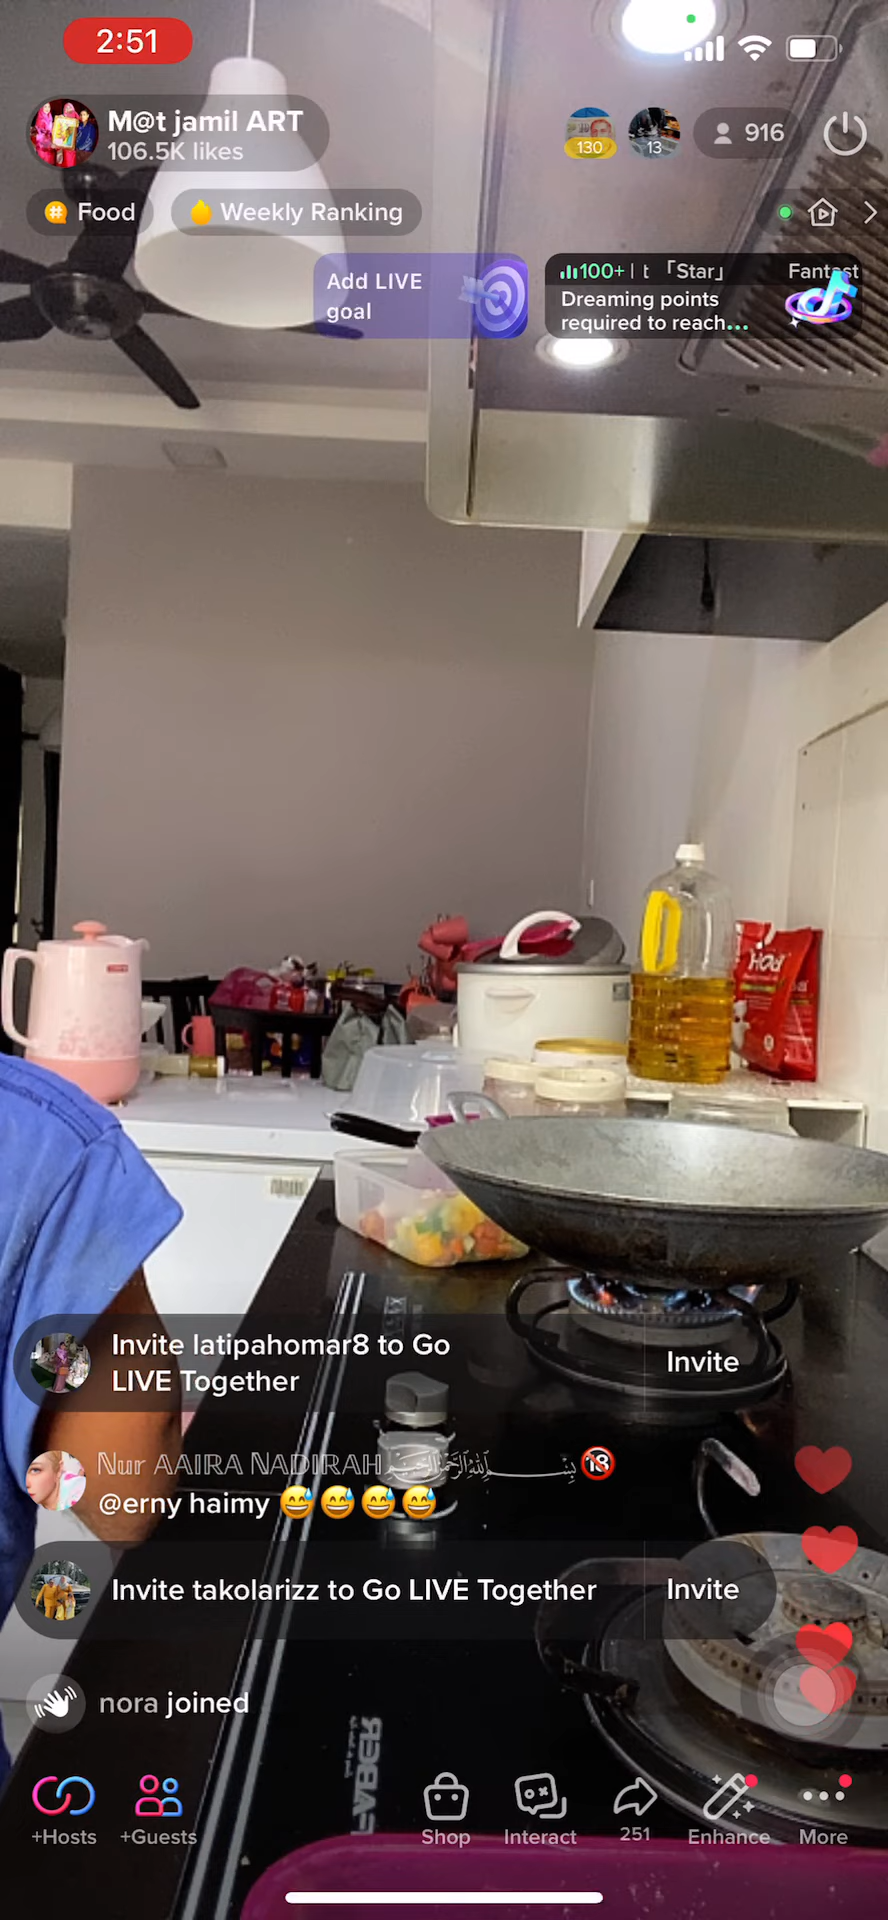 2:51
M@t jamil ART
106.5K likes
130
13
916
Food
Weekly Ranking
Add LIVE
goal
100+ | t 「Star」 Fantast
Dreaming points
required to reach...
Invite latipahomar8 to Go
LIVE Together
Invite
Nur AAIRA NADIRAH ﷽🔞
@erny haimy 😅😅😅😅
Invite takolarizz to Go LIVE Together
Invite
nora joined
FABER
+Hosts
+Guests
Shop
Interact
251
Enhance
More